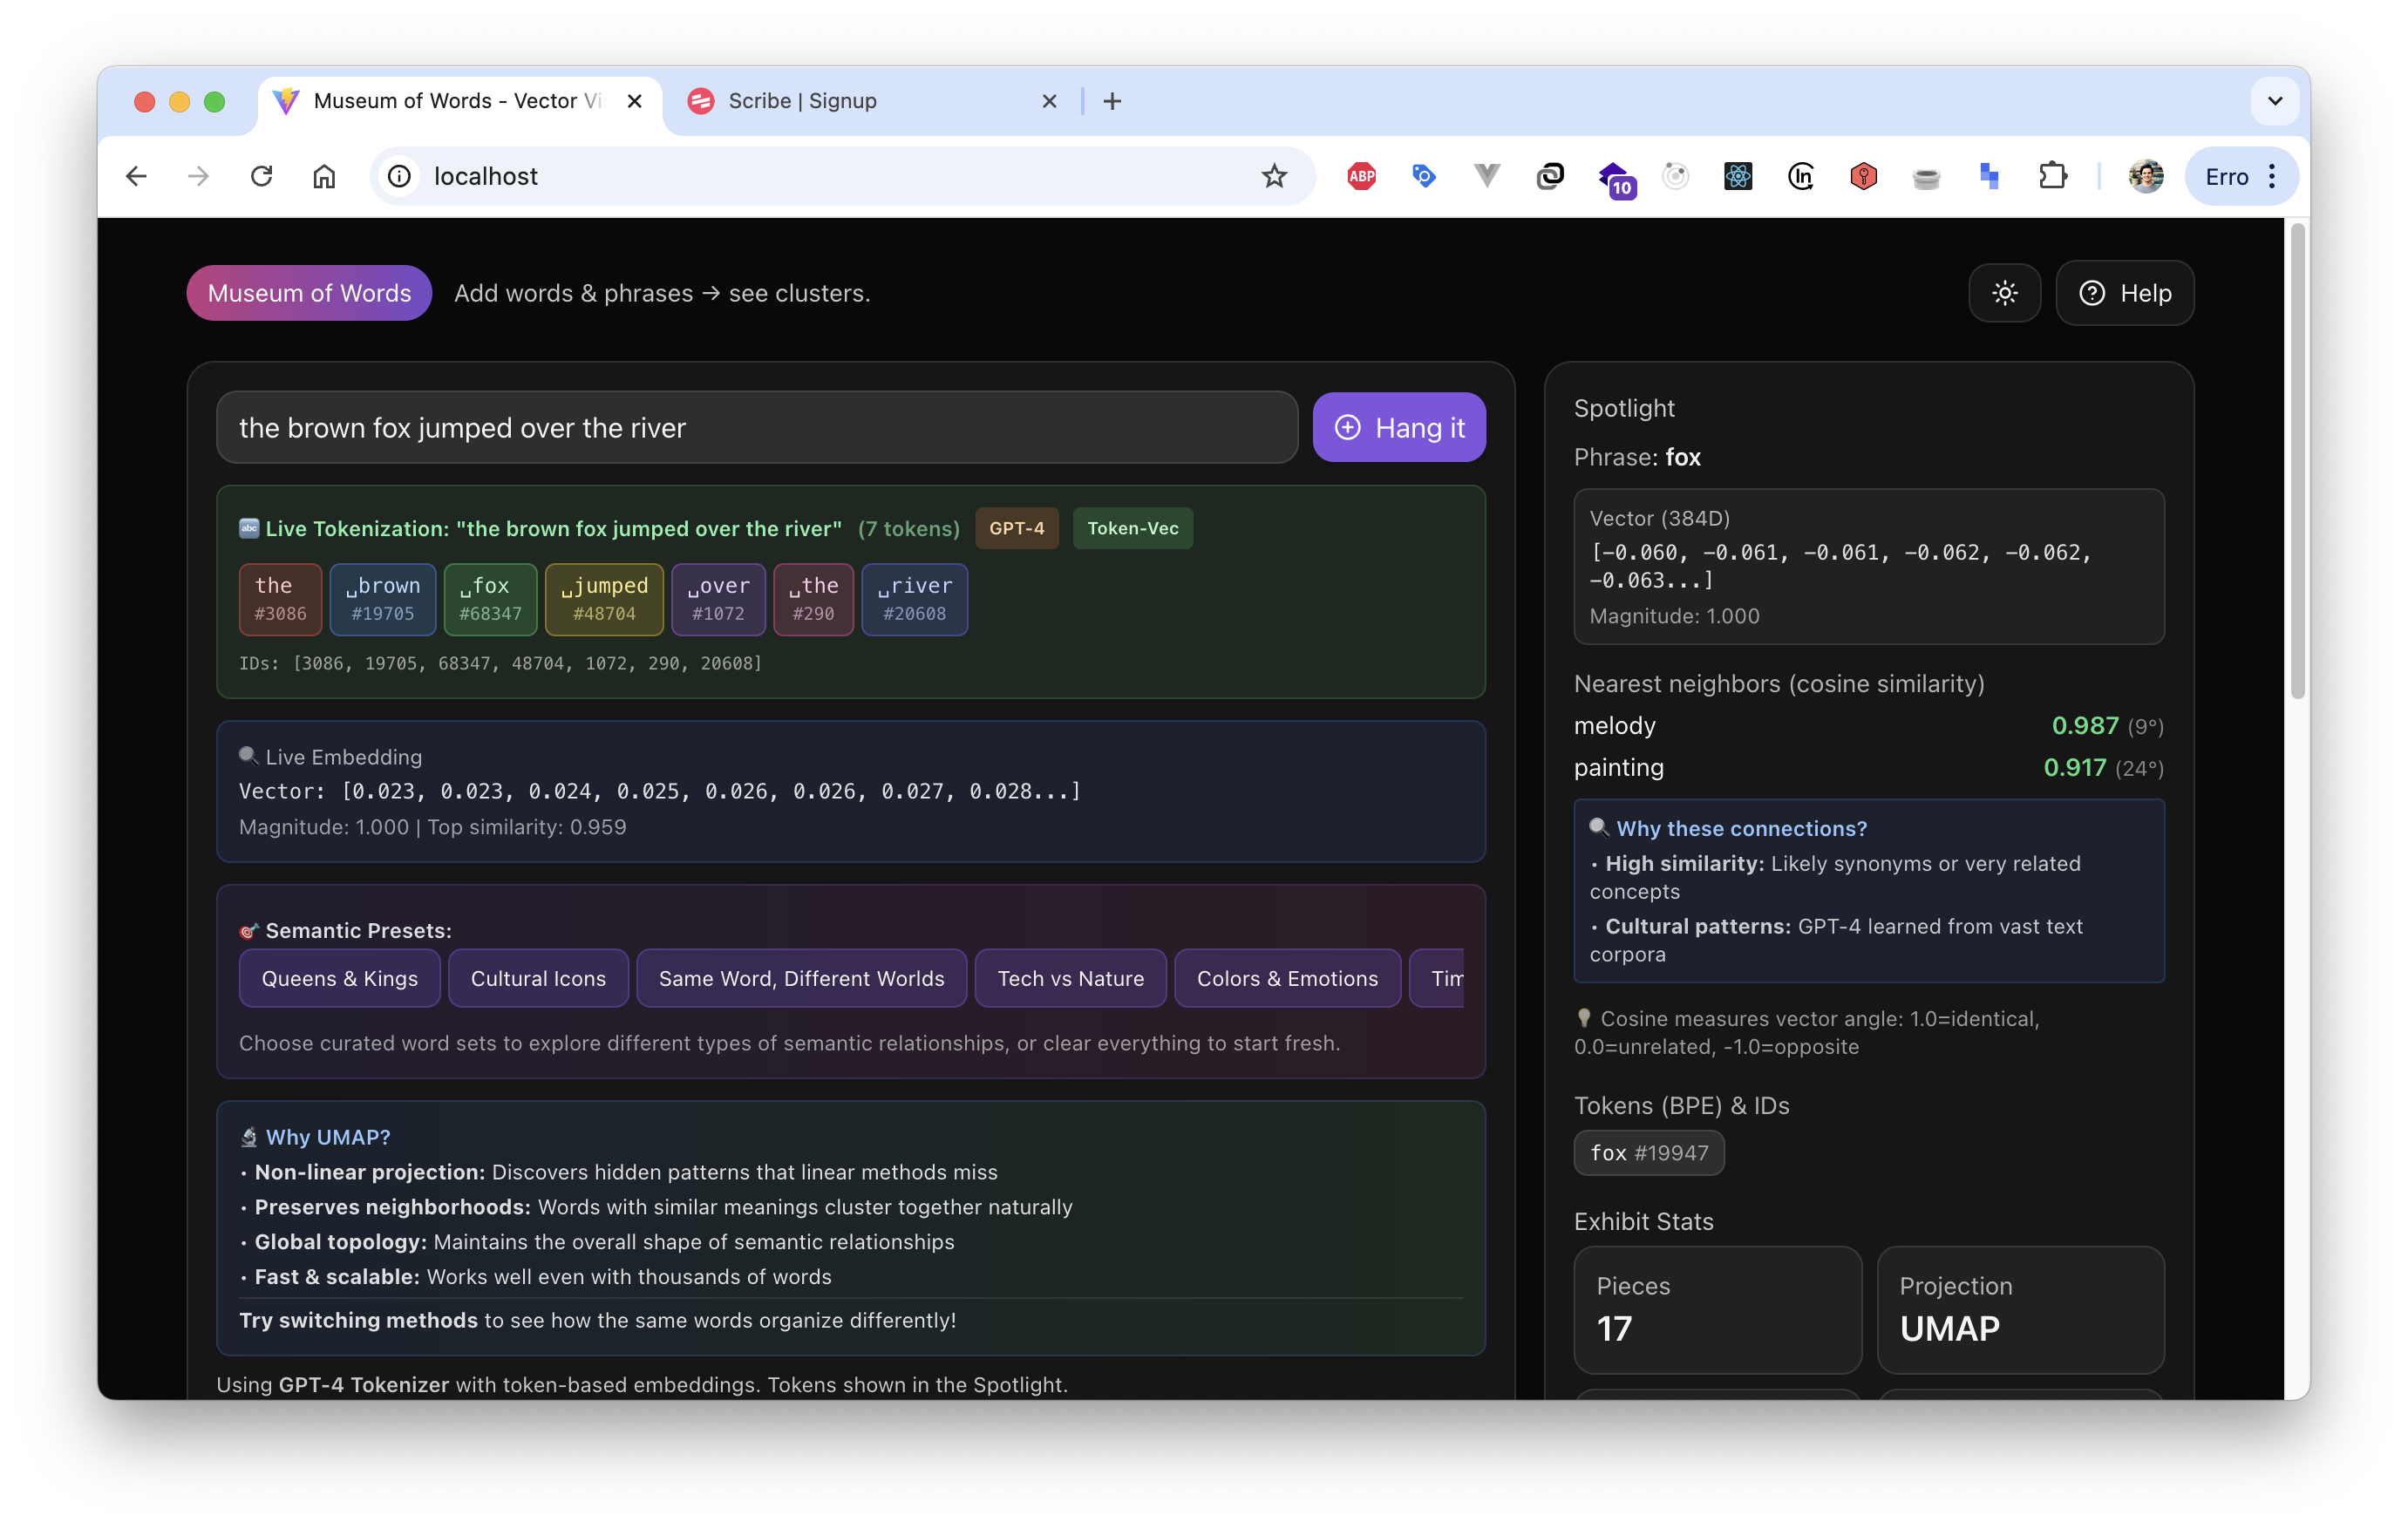 Museum of Words - Vector Vi
Scribe | Signup
localhost
ABP
10
In
Erro
Museum of Words
Add words & phrases → see clusters.
Help
the brown fox jumped over the river
Hang it
abc Live Tokenization: "the brown fox jumped over the river" (7 tokens) GPT-4 Token-Vec
the ␣brown ␣fox ␣jumped ␣over ␣the ␣river
#3086 #19705 #68347 #48704 #1072 #290 #20608
IDs: [3086, 19705, 68347, 48704, 1072, 290, 20608]
🔍 Live Embedding
Vector: [0.023, 0.023, 0.024, 0.025, 0.026, 0.026, 0.027, 0.028...]
Magnitude: 1.000 | Top similarity: 0.959
🎯 Semantic Presets:
Queens & Kings Cultural Icons Same Word, Different Worlds Tech vs Nature Colors & Emotions Tim
Choose curated word sets to explore different types of semantic relationships, or clear everything to start fresh.
🔬 Why UMAP?
• Non-linear projection: Discovers hidden patterns that linear methods miss
• Preserves neighborhoods: Words with similar meanings cluster together naturally
• Global topology: Maintains the overall shape of semantic relationships
• Fast & scalable: Works well even with thousands of words
Try switching methods to see how the same words organize differently!
Using GPT-4 Tokenizer with token-based embeddings. Tokens shown in the Spotlight.
Spotlight
Phrase: fox
Vector (384D)
[-0.060, -0.061, -0.061, -0.062, -0.062,
-0.063...]
Magnitude: 1.000
Nearest neighbors (cosine similarity)
melody 0.987 (9°)
painting 0.917 (24°)
🔍 Why these connections?
• High similarity: Likely synonyms or very related
concepts
• Cultural patterns: GPT-4 learned from vast text
corpora
💡 Cosine measures vector angle: 1.0=identical,
0.0=unrelated, -1.0=opposite
Tokens (BPE) & IDs
fox #19947
Exhibit Stats
Pieces
17
Projection
UMAP